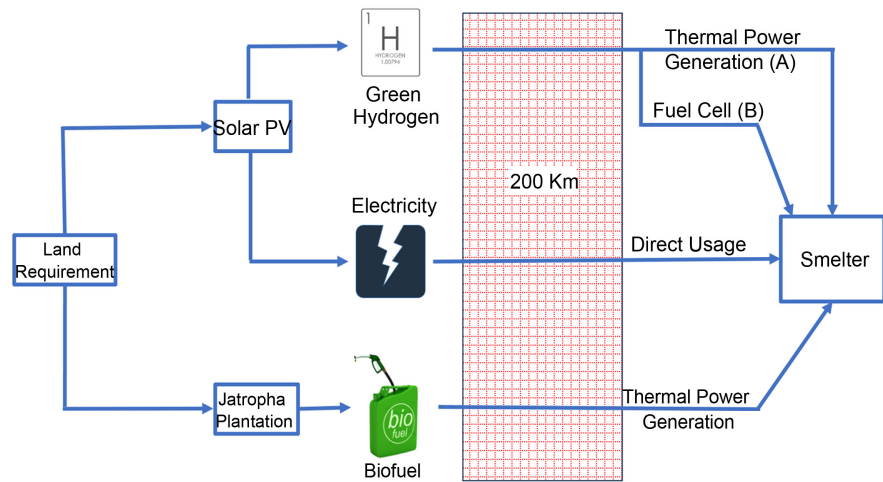 1
H
HYDROGEN
1.00794
Green
Hydrogen
Thermal Power
Generation (A)
Fuel Cell (B)
Solar PV
200 Km
Electricity
Direct Usage
Land
Requirement
Smelter
Jatropha
Plantation
bio
fuel
Biofuel
Thermal Power
Generation